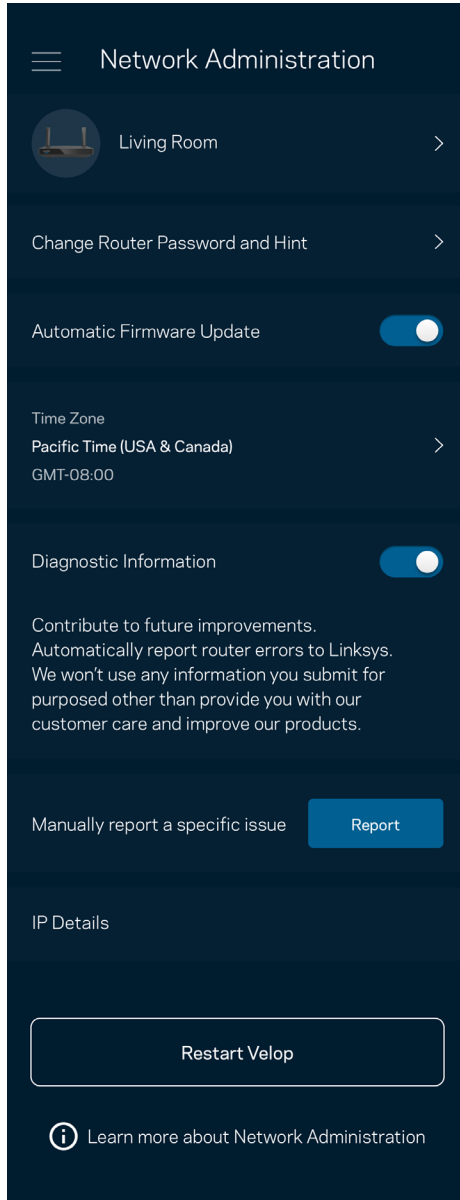 Network Administration
Living Room
Change Router Password and Hint
Automatic Firmware Update
Time Zone
Pacific Time (USA & Canada)
GMT-08:00
Diagnostic Information
Contribute to future improvements.
Automatically report router errors to Linksys.
We won't use any information you submit for
purposed other than provide you with our
customer care and improve our products.
Manually report a specific issue
Report
IP Details
Restart Velop
Learn more about Network Administration